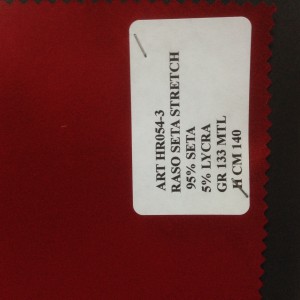 ART HR054-3
RASO SETA STRETCH
95% SETA
5% LYCRA
GR 133 MTL
H CM 140